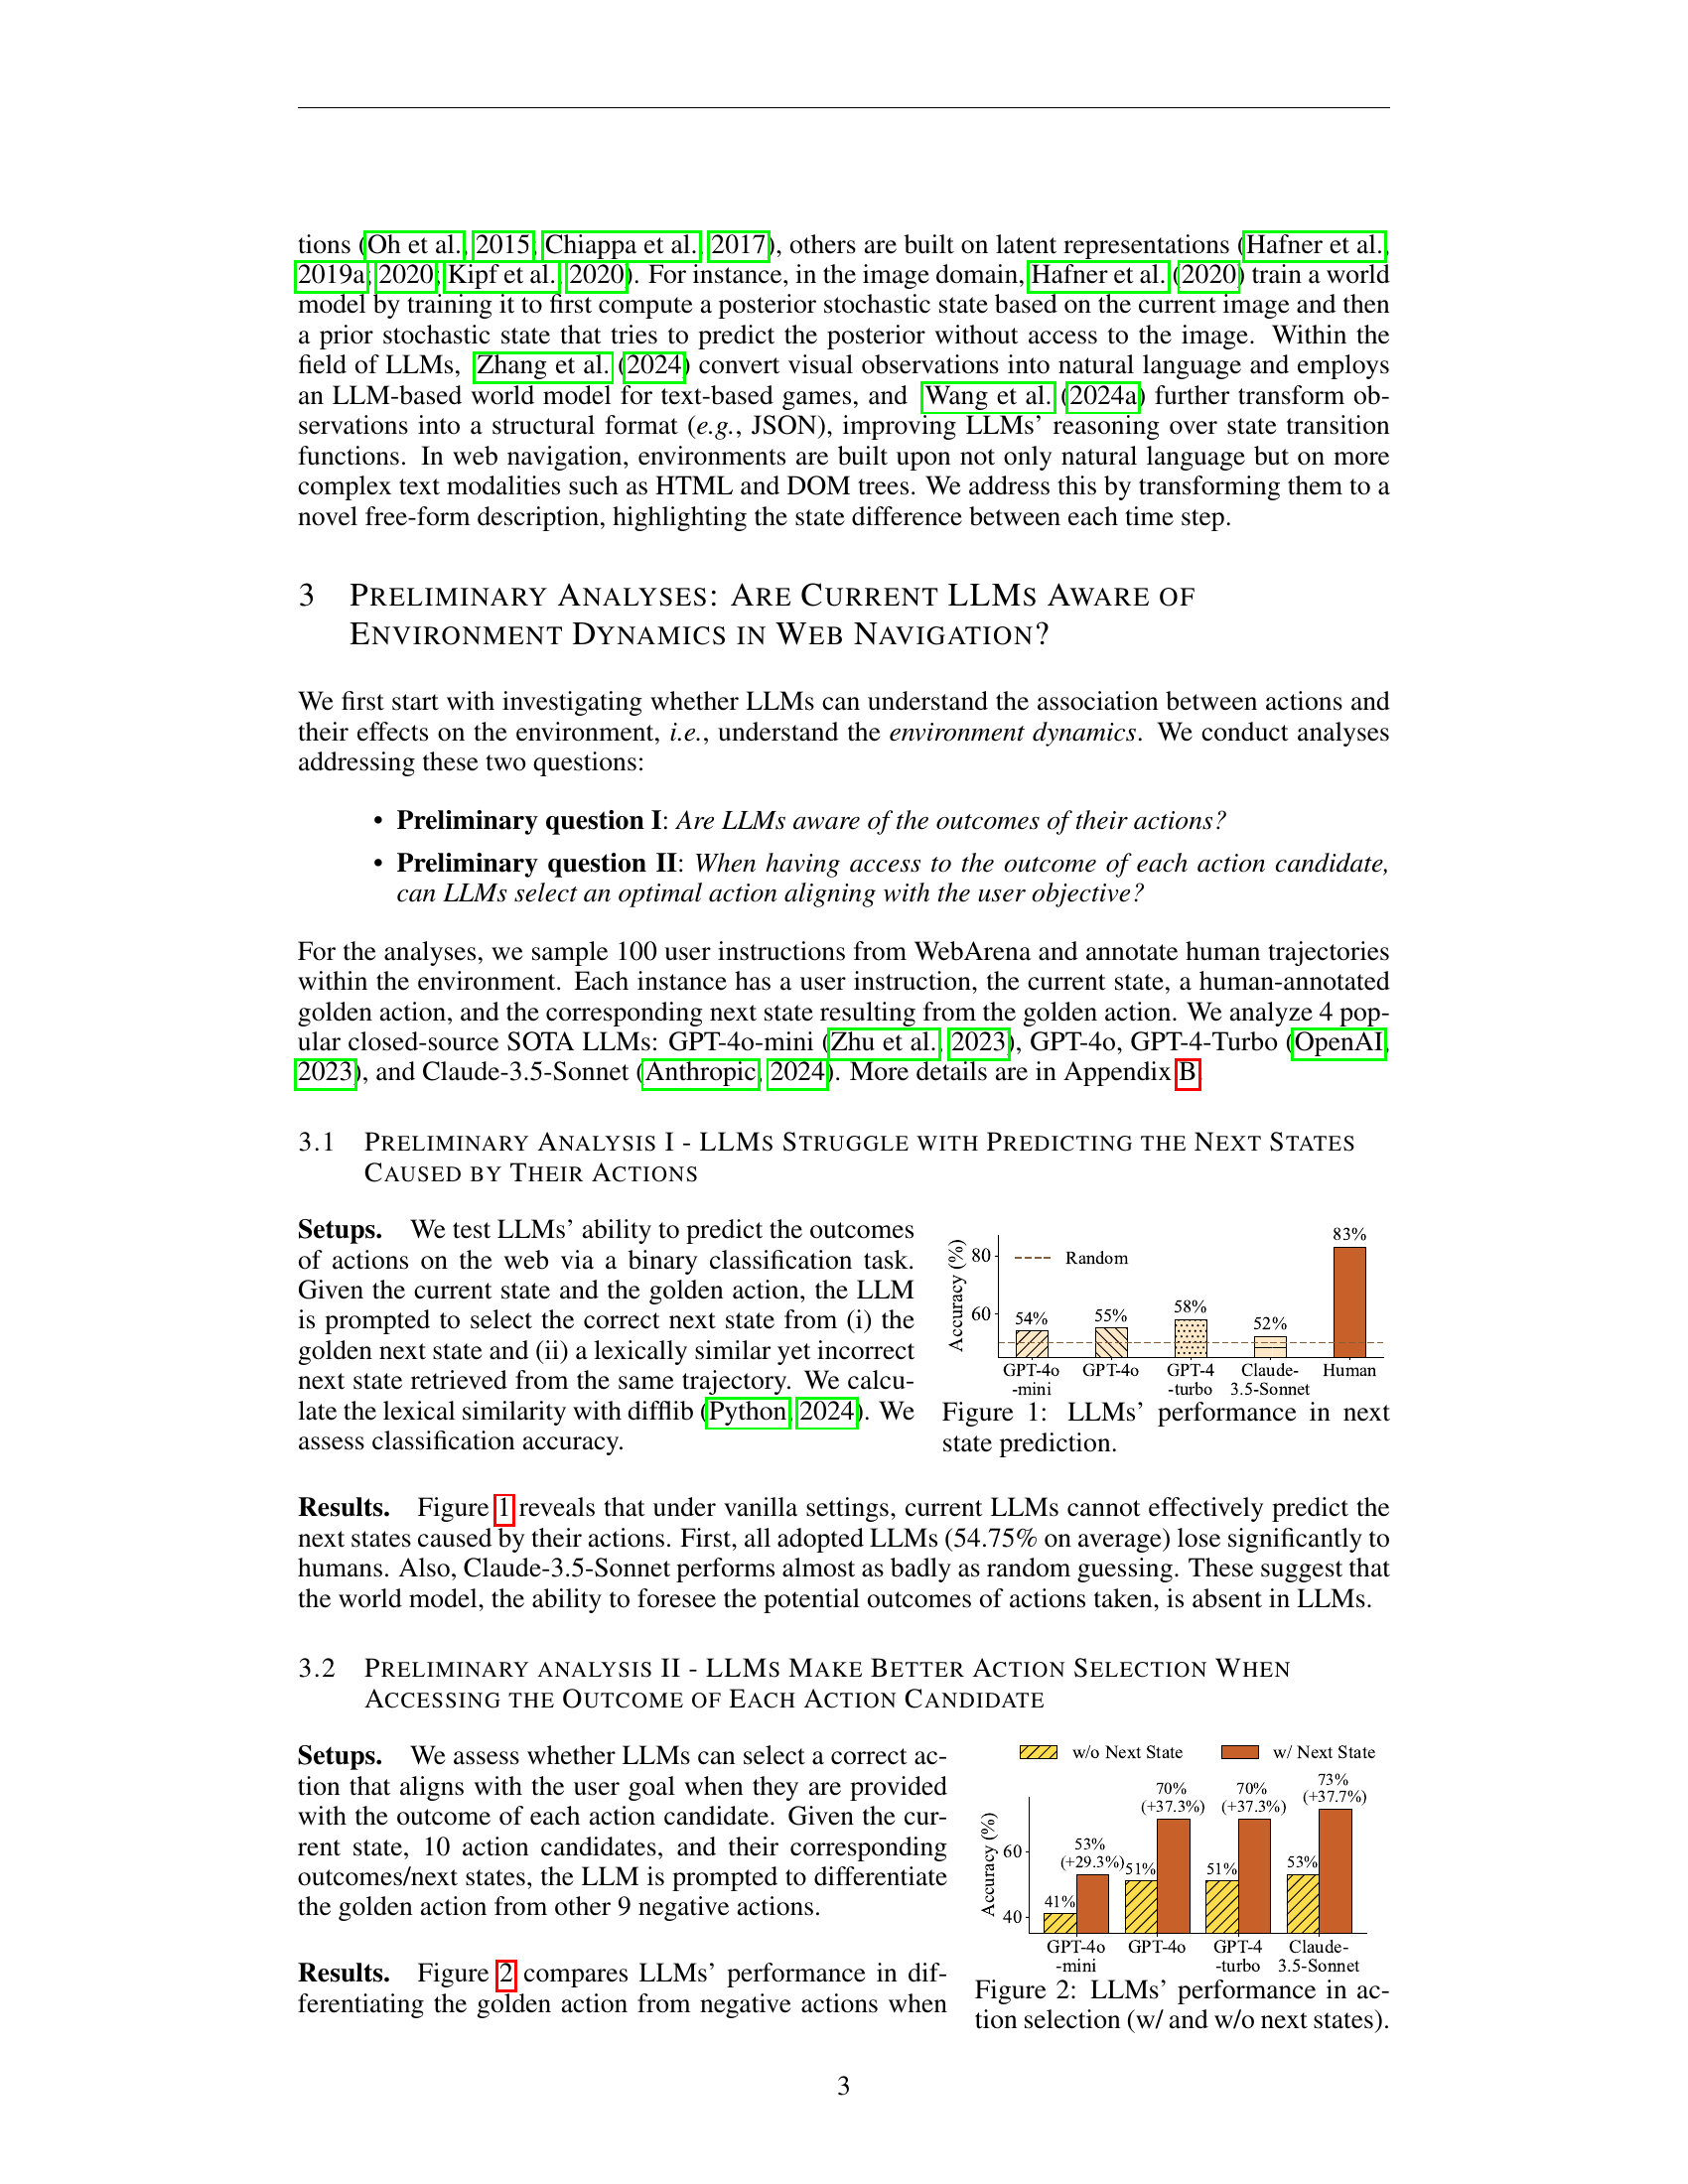 tions (Oh et al., 2015; Chiappa et al., 2017), others are built on latent representations (Hafner et al.,
2019a; 2020; Kipf et al., 2020). For instance, in the image domain, Hafner et al. (2020) train a world
model by training it to first compute a posterior stochastic state based on the current image and then
a prior stochastic state that tries to predict the posterior without access to the image. Within the
field of LLMs, Zhang et al. (2024) convert visual observations into natural language and employs
an LLM-based world model for text-based games, and Wang et al. (2024a) further transform ob-
servations into a structural format (e.g., JSON), improving LLMs' reasoning over state transition
functions. In web navigation, environments are built upon not only natural language but on more
complex text modalities such as HTML and DOM trees. We address this by transforming them to a
novel free-form description, highlighting the state difference between each time step.
3 PRELIMINARY ANALYSES: ARE CURRENT LLMS AWARE OF
ENVIRONMENT DYNAMICS IN WEB NAVIGATION?
We first start with investigating whether LLMs can understand the association between actions and
their effects on the environment, i.e., understand the environment dynamics. We conduct analyses
addressing these two questions:
• Preliminary question I: Are LLMs aware of the outcomes of their actions?
• Preliminary question II: When having access to the outcome of each action candidate,
can LLMs select an optimal action aligning with the user objective?
For the analyses, we sample 100 user instructions from WebArena and annotate human trajectories
within the environment. Each instance has a user instruction, the current state, a human-annotated
golden action, and the corresponding next state resulting from the golden action. We analyze 4 pop-
ular closed-source SOTA LLMs: GPT-4o-mini (Zhu et al., 2023), GPT-4o, GPT-4-Turbo (OpenAI,
2023), and Claude-3.5-Sonnet (Anthropic, 2024). More details are in Appendix B.
3.1 PRELIMINARY ANALYSIS I - LLMS STRUGGLE WITH PREDICTING THE NEXT STATES
CAUSED BY THEIR ACTIONS
Setups. We test LLMs' ability to predict the outcomes
of actions on the web via a binary classification task.
Given the current state and the golden action, the LLM
is prompted to select the correct next state from (i) the
golden next state and (ii) a lexically similar yet incorrect
next state retrieved from the same trajectory. We calcu-
late the lexical similarity with difflib (Python, 2024). We
assess classification accuracy.
Accuracy (%)
80
60
Random
54%
55%
58%
52%
83%
GPT-4o
-mini
GPT-4o
GPT-4
-turbo
Claude-
3.5-Sonnet
Human
Figure 1: LLMs' performance in next
state prediction.
Results. Figure 1 reveals that under vanilla settings, current LLMs cannot effectively predict the
next states caused by their actions. First, all adopted LLMs (54.75% on average) lose significantly to
humans. Also, Claude-3.5-Sonnet performs almost as badly as random guessing. These suggest that
the world model, the ability to foresee the potential outcomes of actions taken, is absent in LLMs.
3.2 PRELIMINARY ANALYSIS II - LLMS MAKE BETTER ACTION SELECTION WHEN
ACCESSING THE OUTCOME OF EACH ACTION CANDIDATE
Setups. We assess whether LLMs can select a correct ac-
tion that aligns with the user goal when they are provided
with the outcome of each action candidate. Given the cur-
rent state, 10 action candidates, and their corresponding
outcomes/next states, the LLM is prompted to differentiate
the golden action from other 9 negative actions.
Results. Figure 2 compares LLMs' performance in dif-
ferentiating the golden action from negative actions when
w/o Next State
w/ Next State
Accuracy (%)
60
40
41%
53%
(+29.3%)
51%
70%
(+37.3%)
51%
70%
(+37.3%)
53%
73%
(+37.7%)
GPT-4o
-mini
GPT-4o
GPT-4
-turbo
Claude-
3.5-Sonnet
Figure 2: LLMs' performance in ac-
tion selection (w/ and w/o next states).
3